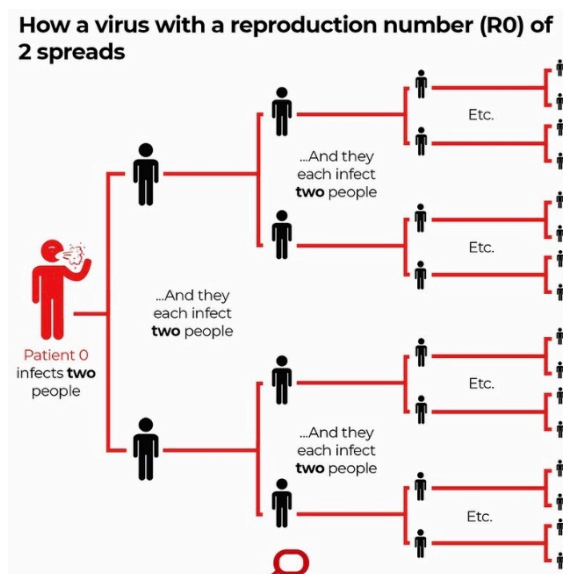 How a virus with a reproduction number (R0) of
2 spreads
Patient 0
infects two
people
...And they
each infect
two people
...And they
each infect
two people
...And they
each infect
two people
Etc.
Etc.
Etc.
Etc.